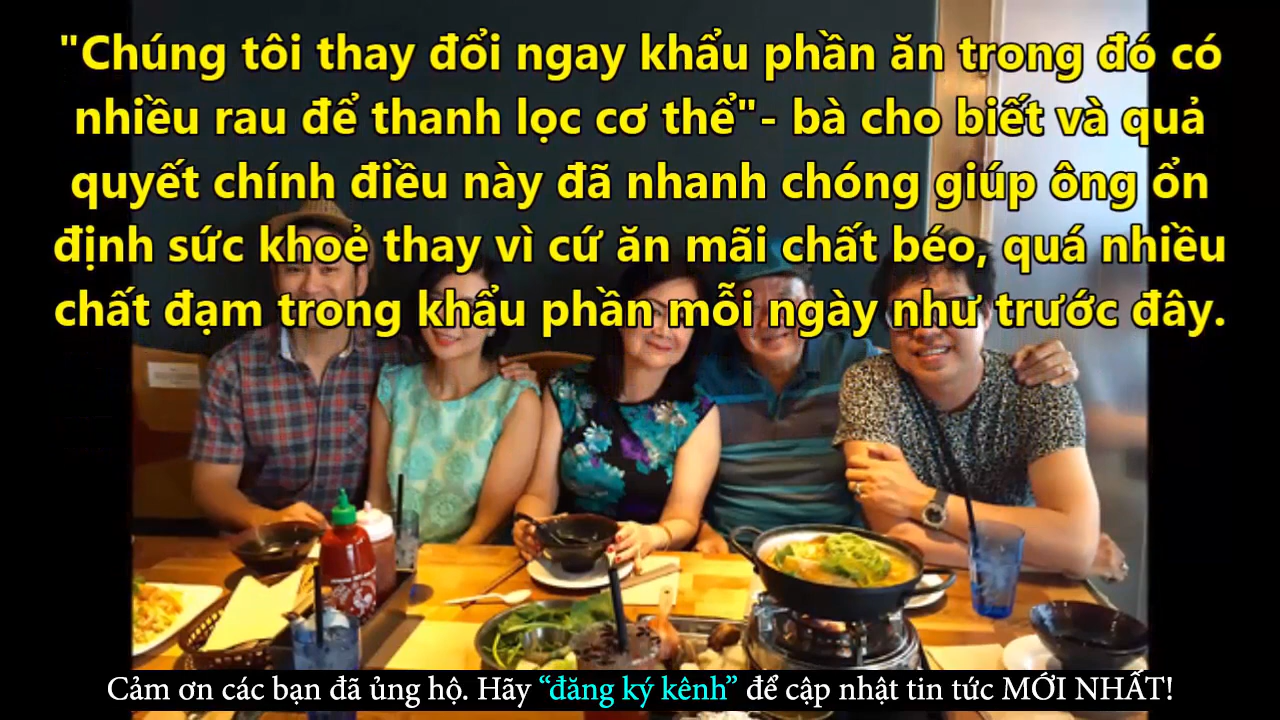 "Chúng tôi thay đổi ngay khẩu phần ăn trong đó có
nhiều rau để thanh lọc cơ thể"- bà cho biết và quả
quyết chính điều này đã nhanh chóng giúp ông ổn
định sức khoẻ thay vì cứ ăn mãi chất béo, quá nhiều
chất đạm trong khẩu phần mỗi ngày như trước đây.
Cảm ơn các bạn đã ủng hộ. Hãy “đăng ký kênh” để cập nhật tin tức MỚI NHẤT!